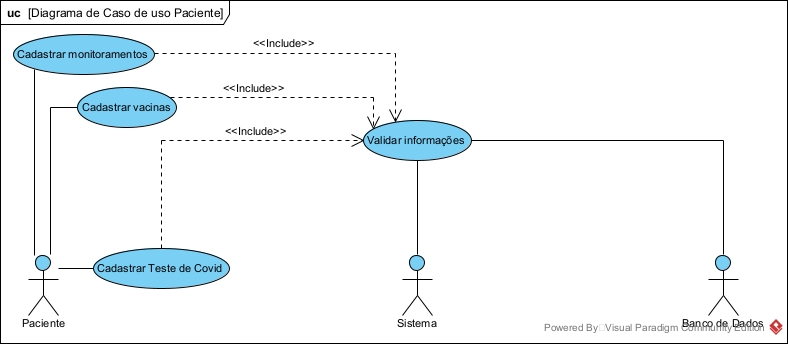 uc [Diagrama de Caso de uso Paciente]
<<Include>>
Cadastrar monitoramentos
<<Include>>
Cadastrar vacinas
<<Include>>
Validar informações
Cadastrar Teste de Covid
Paciente
Sistema
Banco de Dados
Powered By Visual Paradigm Community Edition